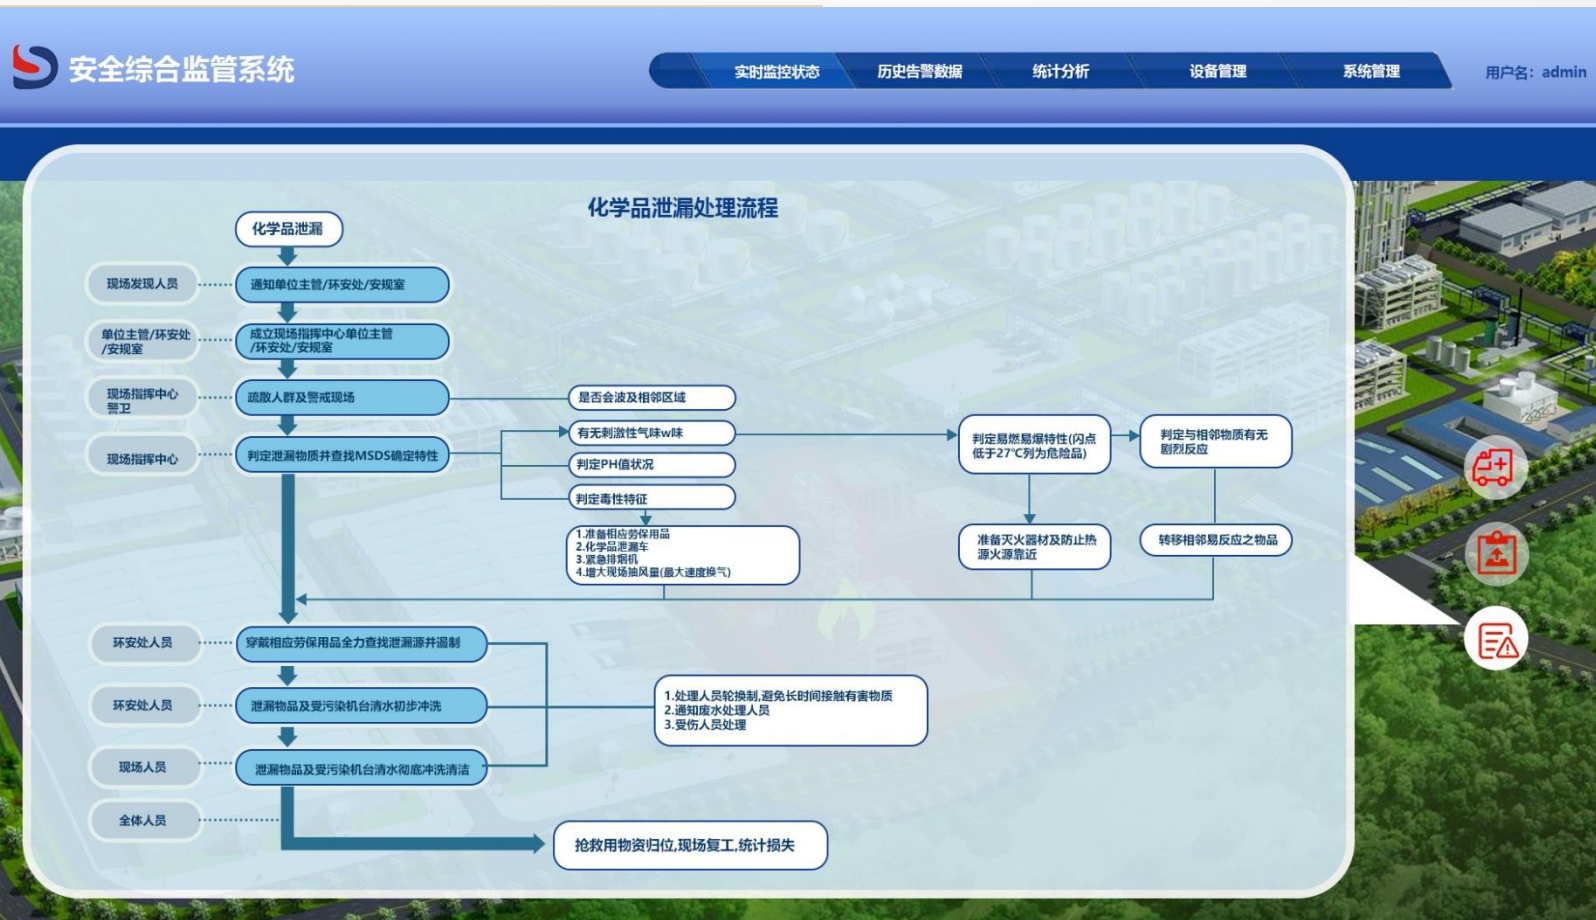 安全综合监管系统
实时监控状态
历史告警数据
统计分析
设备管理
系统管理
用户名：admin
化学品泄漏处理流程
化学品泄漏
现场发现人员
通知单位主管/环安处/安规室
单位主管/环安处
/安规室
成立现场指挥中心单位主管
/环安处/安规室
现场指挥中心
警卫
疏散人群及警戒现场
是否会波及相邻区域
现场指挥中心
判定泄漏物质井查找MSDS确定特性
有无刺激性气味w味
判定PH值状况
判定毒性特征
判定易燃易爆特性(闪点
低于27℃列为危险品)
判定与相邻物质有无
剧烈反应
1.准备相应劳保用品
2.化学品泄漏车
3.紧急排烟机
4.增大现场抽风量(最大速度换气)
准备灭火器材及防止热
源火源靠近
转移相邻易反应之物品
环安处人员
穿戴相应劳保用品全力查找泄漏源井遏制
环安处人员
泄漏物品及受污染机台清水初步冲洗
1.处理人员轮换制,避免长时间接触有害物质
2.通知废水处理人员
3.受伤人员处理
现场人员
泄漏物品及受污染机台清水彻底冲洗清洁
全体人员
抢救用物资归位,现场复工,统计损失